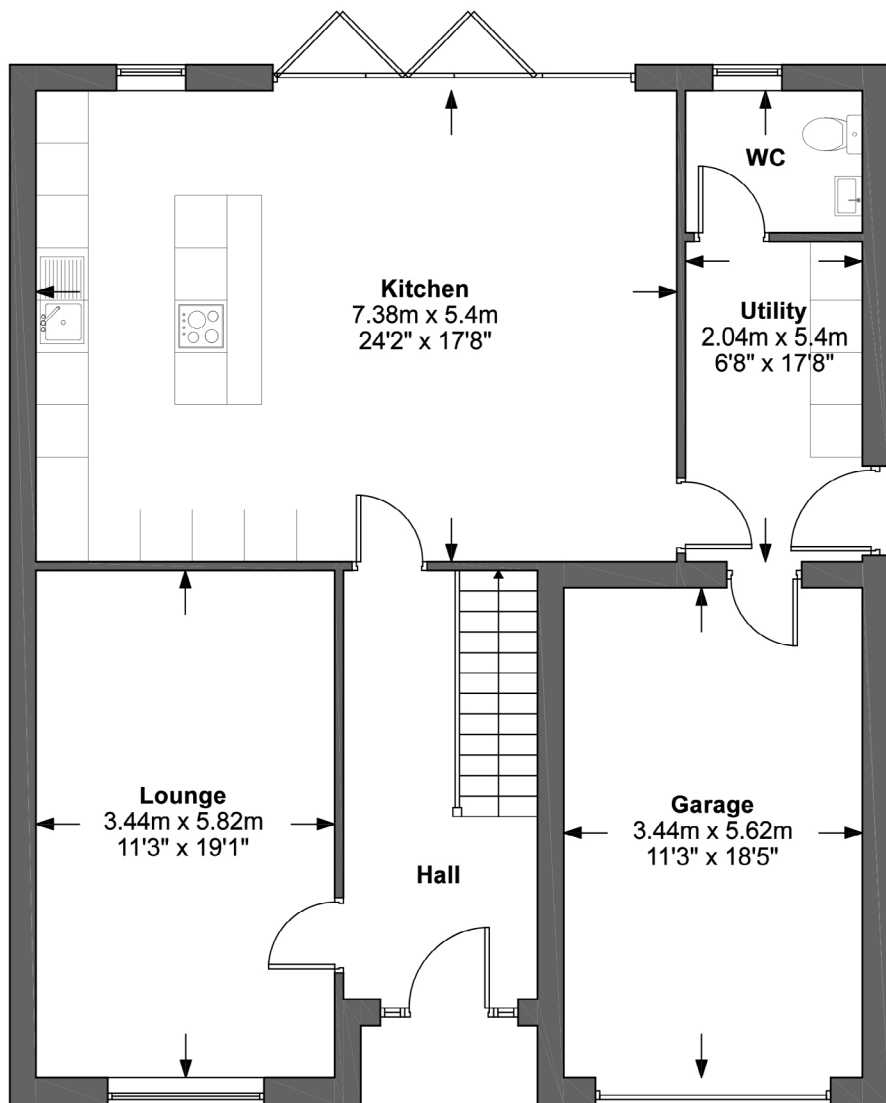 WC
Kitchen
7.38m x 5.4m
24'2" x 17'8"
Utility
2.04m x 5.4m
6'8" x 17'8"
Lounge
3.44m x 5.82m
11'3" x 19'1"
Garage
3.44m x 5.62m
11'3" x 18'5"
Hall